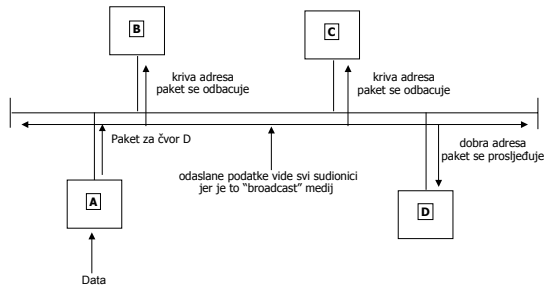 B
C
kriva adresa
paket se odbacuje
kriva adresa
paket se odbacuje
Paket za čvor D
dobra adresa
paket se prosljeđuje
odaslane podatke vide svi sudionici
jer je to "broadcast" medij
A
D
Data